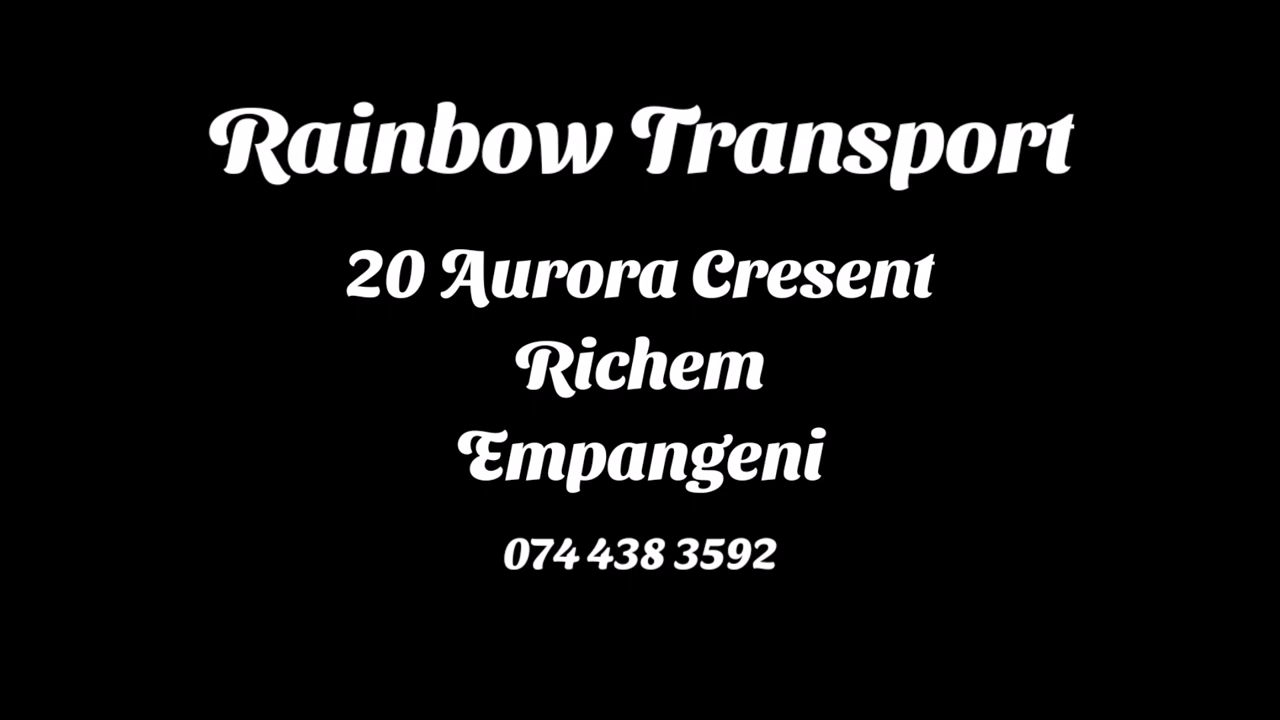 Rainbow Transport
20 Aurora Cresent
Richem
Empangeni
074 438 3592